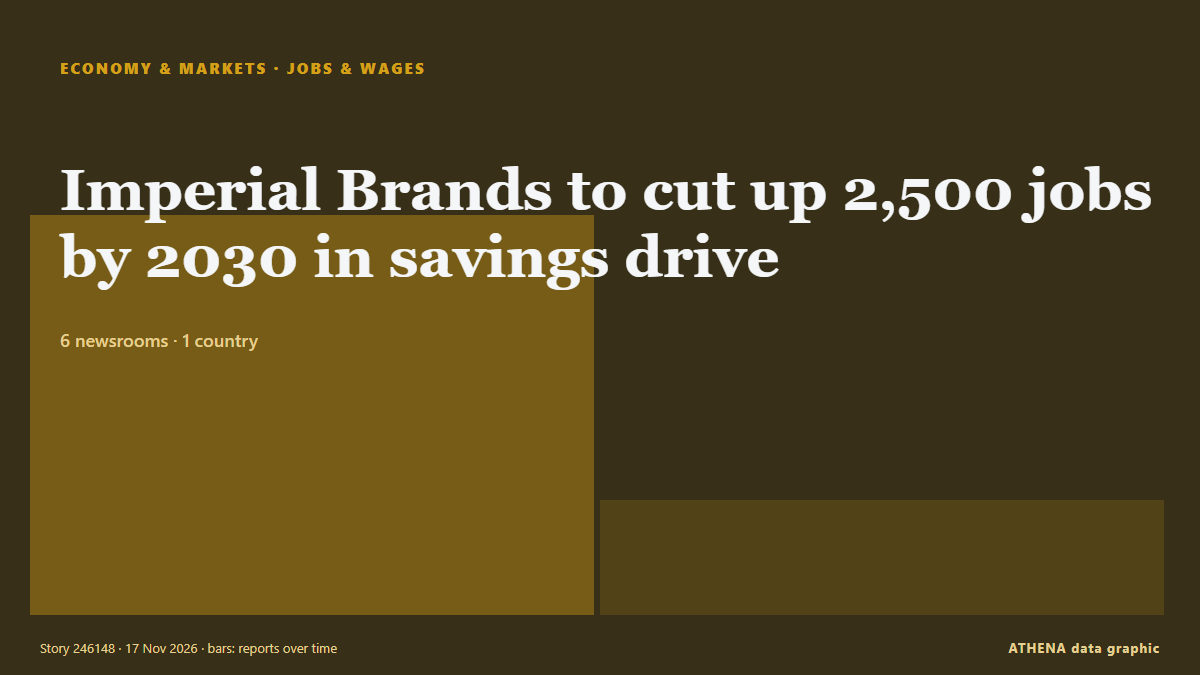 ECONOMY & MARKETS · JOBS & WAGES
Imperial Brands to cut up 2,500 jobs
by 2030 in savings drive
6 newsrooms · 1 country
Story 246148 · 17 Nov 2026 · bars: reports over time
ATHENA data graphic